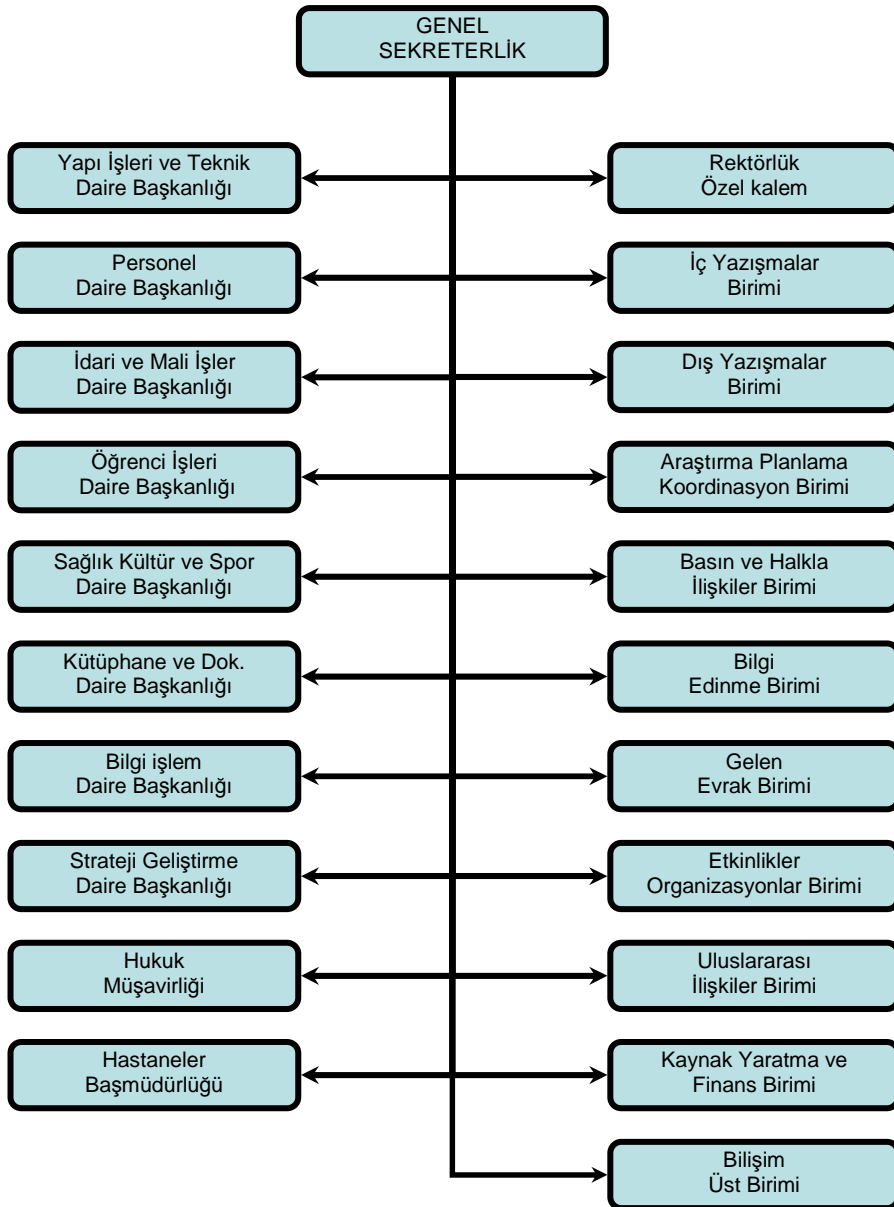 GENEL
SEKRETERLİK
Yapı İşleri ve Teknik
Daire Başkanlığı
Rektörlük
Özel kalem
Personel
Daire Başkanlığı
İç Yazışmalar
Birimi
İdari ve Mali İşler
Daire Başkanlığı
Dış Yazışmalar
Birimi
Öğrenci İşleri
Daire Başkanlığı
Araştırma Planlama
Koordinasyon Birimi
Sağlık Kültür ve Spor
Daire Başkanlığı
Basın ve Halkla
İlişkiler Birimi
Kütüphane ve Dok.
Daire Başkanlığı
Bilgi
Edinme Birimi
Bilgi işlem
Daire Başkanlığı
Gelen
Evrak Birimi
Strateji Geliştirme
Daire Başkanlığı
Etkinlikler
Organizasyonlar Birimi
Hukuk
Müşavirliği
Uluslararası
İlişkiler Birimi
Hastaneler
Başmüdürlüğü
Kaynak Yaratma ve
Finans Birimi
Bilişim
Üst Birimi